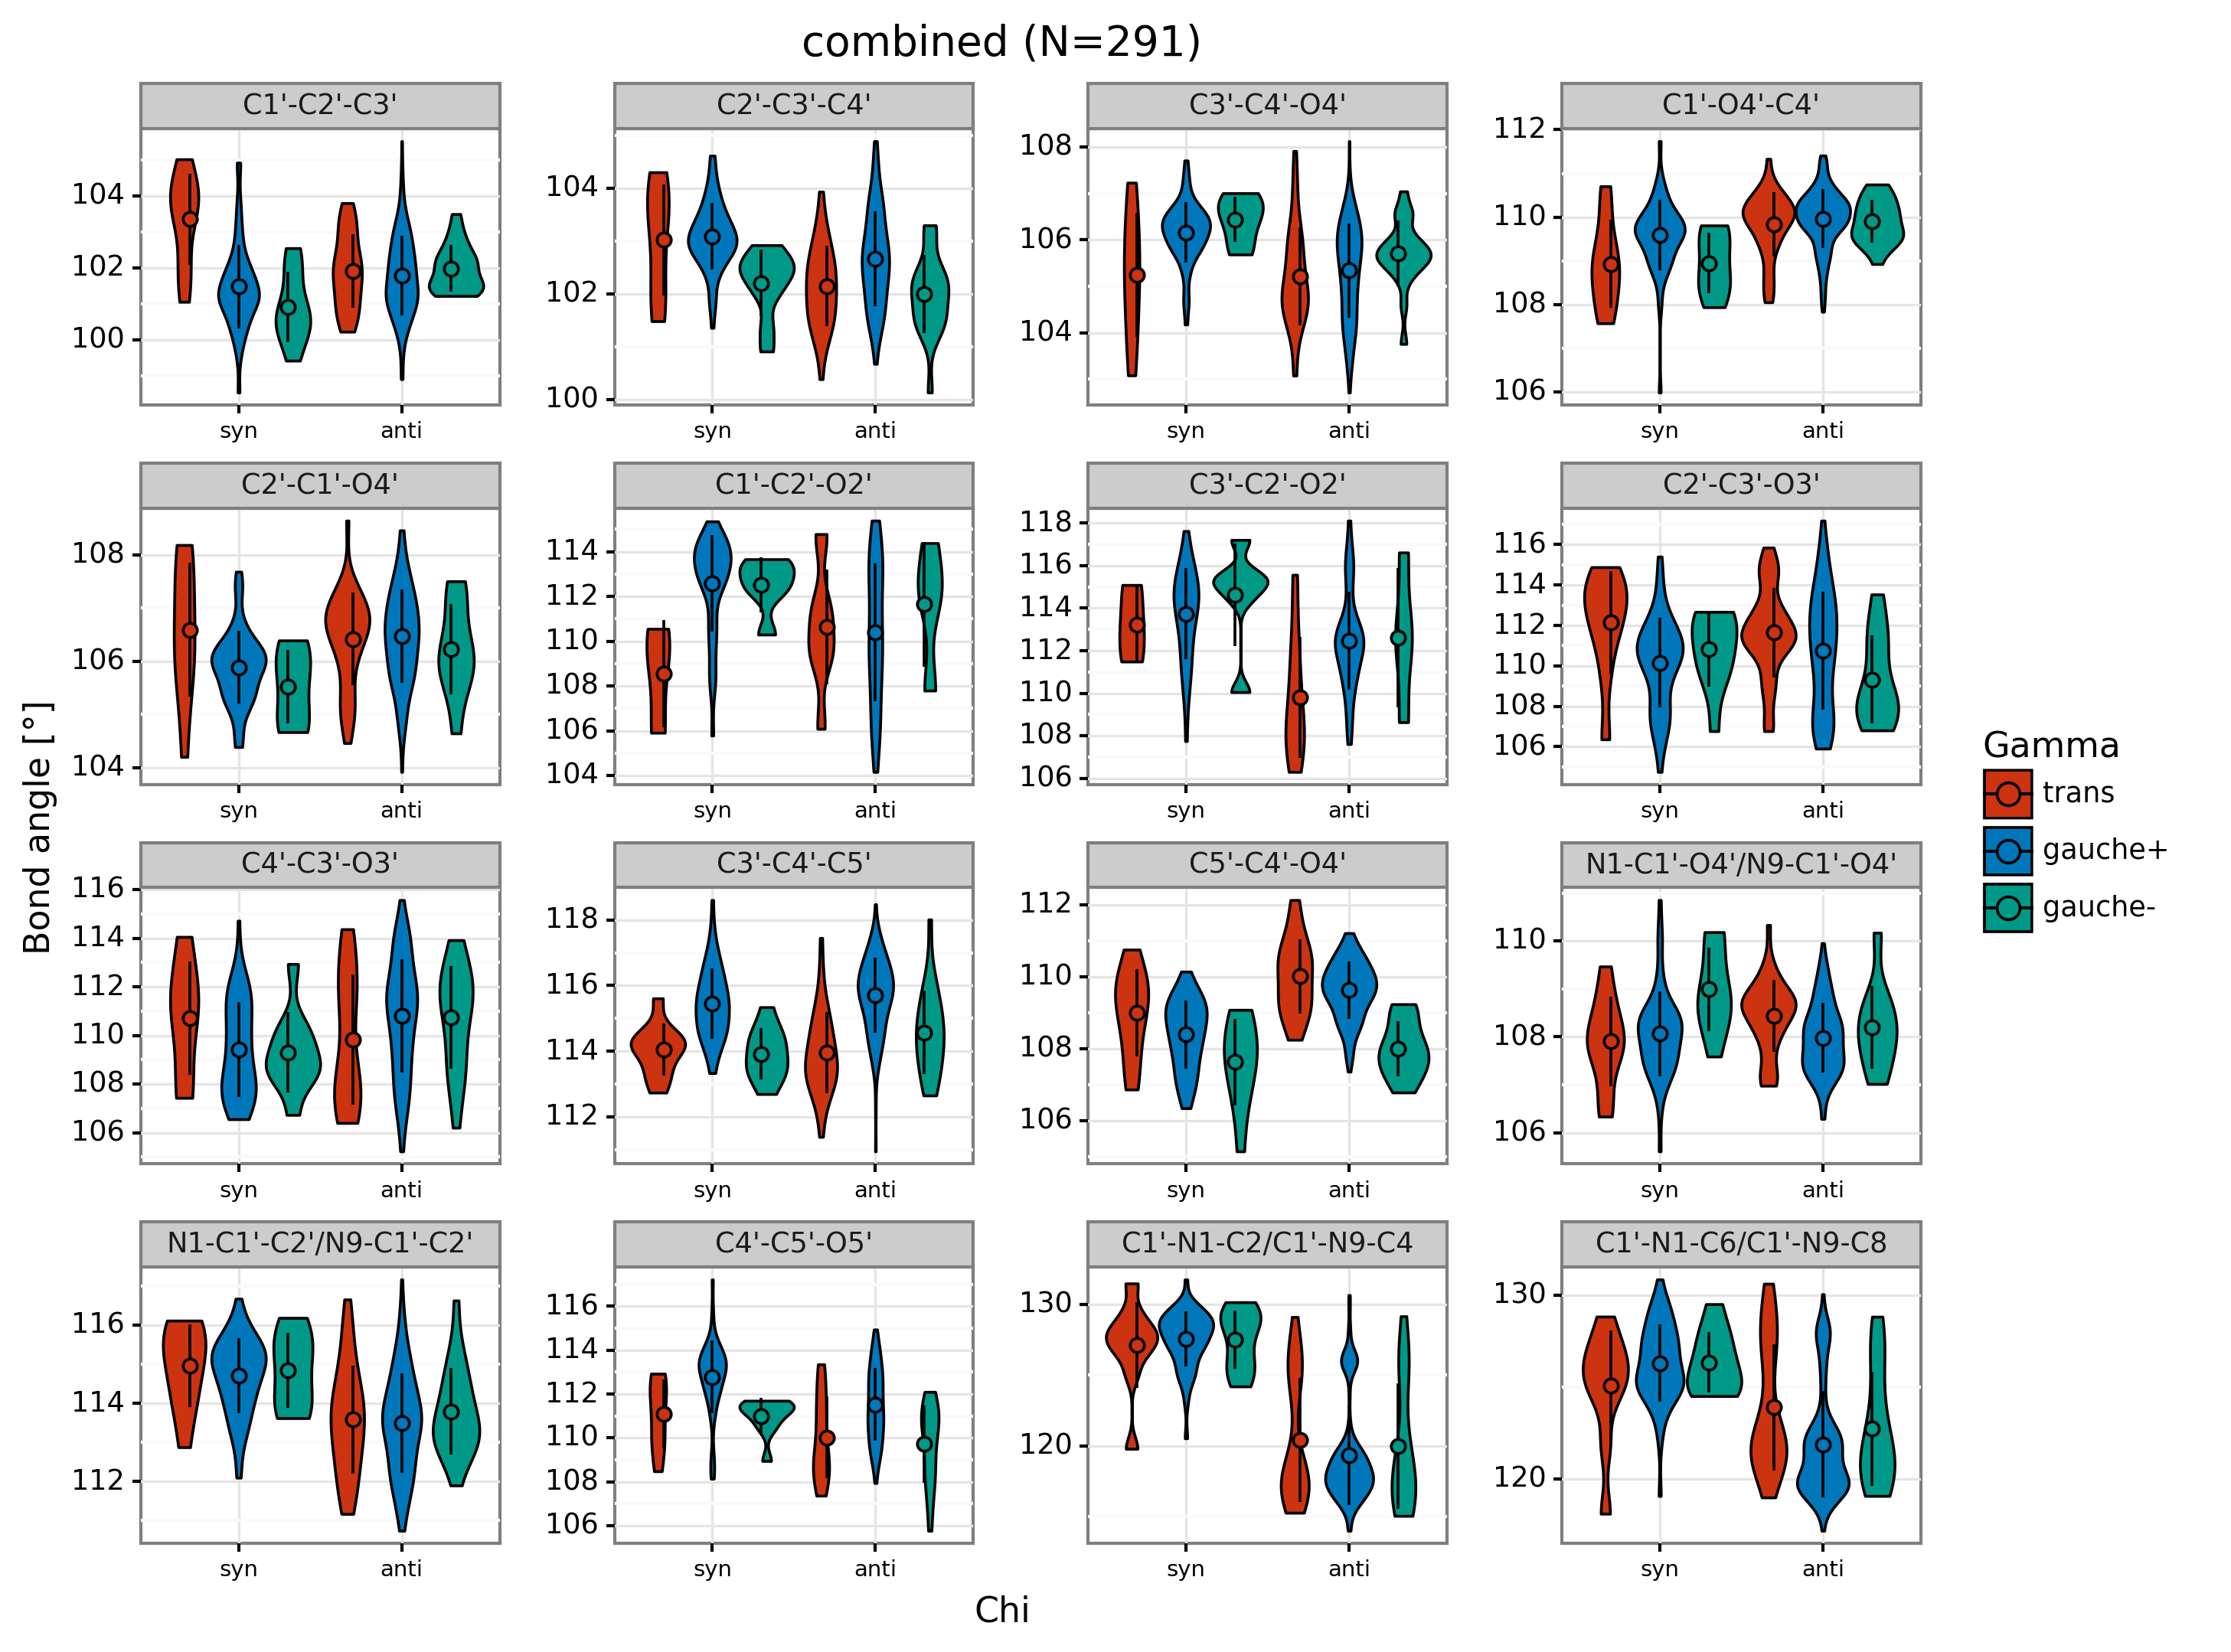 combined (N=291)
C1'-C2'-C3'
C2'-C3'-C4'
C3'-C4'-O4'
C1'-O4'-C4'
104
102
100
104
102
100
108
106
104
112
110
108
106
syn
anti
syn
anti
syn
anti
syn
anti
C2'-C1'-O4'
C1'-C2'-O2'
C3'-C2'-O2'
C2'-C3'-O3'
108
106
104
114
112
110
108
106
104
118
116
114
112
110
108
106
116
114
112
110
108
106
syn
anti
syn
anti
syn
anti
syn
anti
Bond angle [°]
C4'-C3'-O3'
C3'-C4'-C5'
C5'-C4'-O4'
N1-C1'-O4'/N9-C1'-O4'
116
114
112
110
108
106
118
116
114
112
112
110
108
106
110
108
106
syn
anti
syn
anti
syn
anti
syn
anti
N1-C1'-C2'/N9-C1'-C2'
C4'-C5'-O5'
C1'-N1-C2/C1'-N9-C4
C1'-N1-C6/C1'-N9-C8
116
114
112
116
114
112
110
108
106
130
120
130
120
syn
anti
syn
anti
syn
anti
syn
anti
Chi
Gamma
trans
gauche+
gauche-